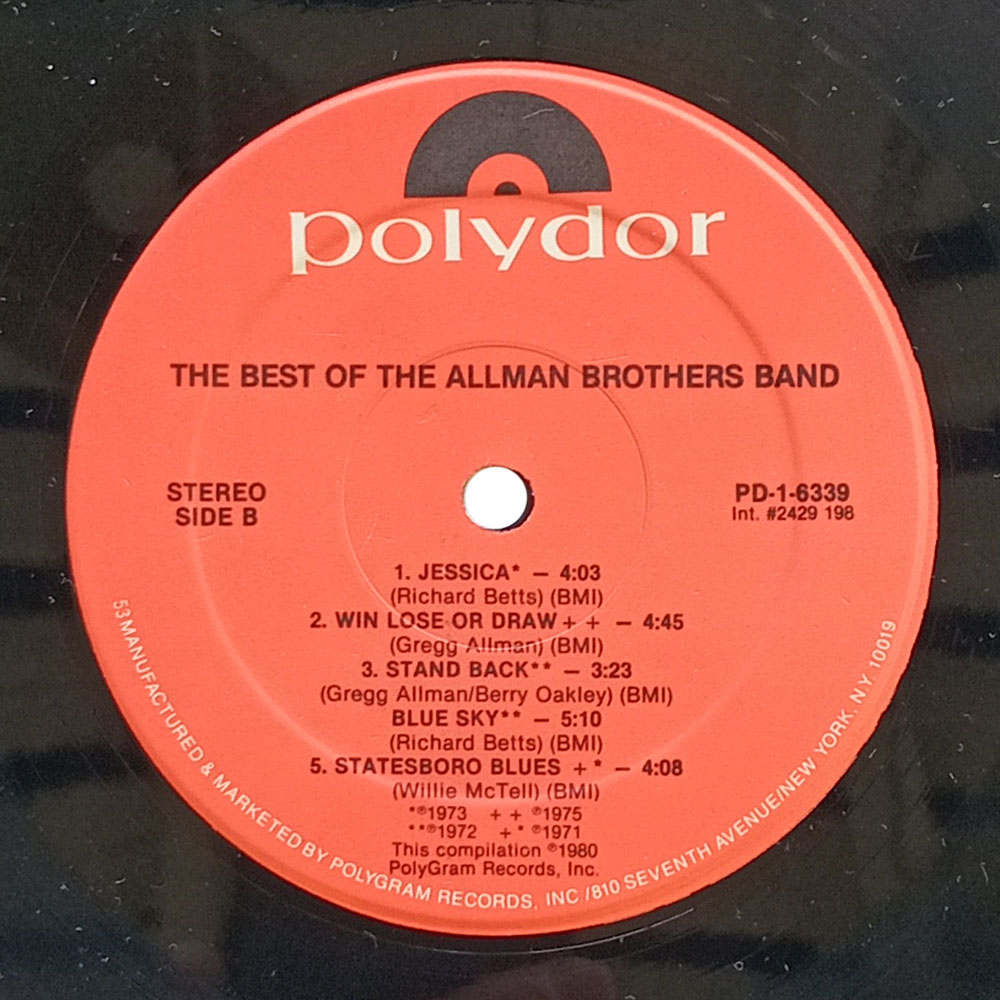 polydor
THE BEST OF THE ALLMAN BROTHERS BAND
STEREO
SIDE B
PD-1-6339
Int. #2429 198
1. JESSICA* — 4:03
(Richard Betts) (BMI)
2. WIN LOSE OR DRAW + + — 4:45
(Gregg Allman) (BMI)
3. STAND BACK** — 3:23
(Gregg Allman/Berry Oakley) (BMI)
BLUE SKY** — 5:10
(Richard Betts) (BMI)
5. STATESBORO BLUES +* — 4:08
(Willie McTell) (BMI)
*℗1973 + + ℗1975
**℗1972 +* ℗1971
This compilation ℗1980
PolyGram Records, Inc.
53 MANUFACTURED & MARKETED BY POLYGRAM RECORDS, INC./810 SEVENTH AVENUE/NEW YORK, NY 10019